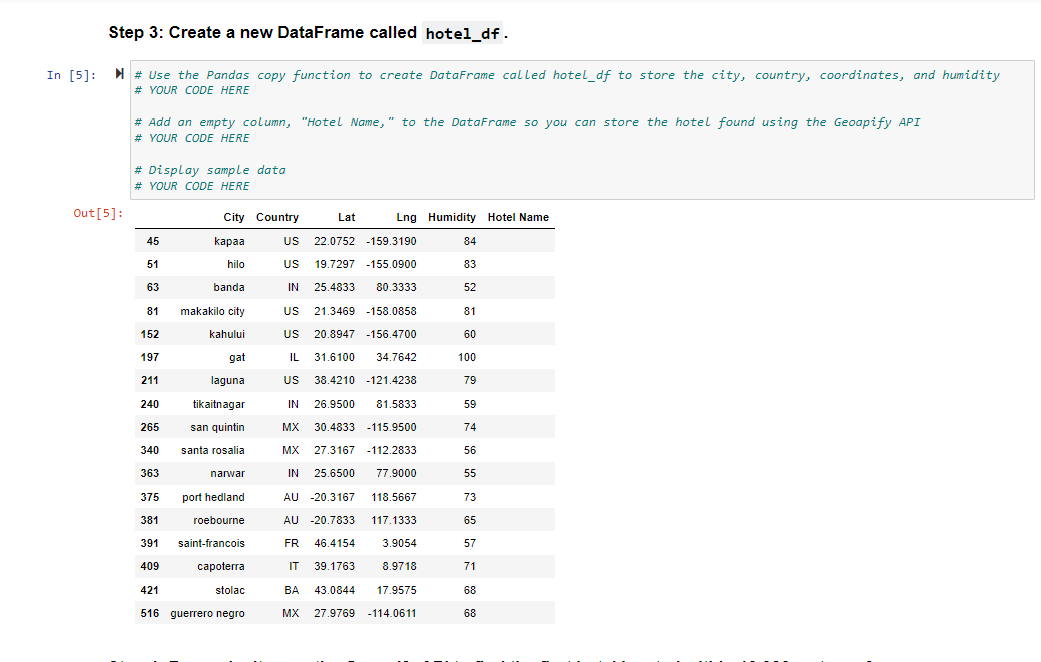 Step 3: Create a new DataFrame called hotel_df.
In [5]:
# Use the Pandas copy function to create DataFrame called hotel_df to store the city, country, coordinates, and humidity
# YOUR CODE HERE
# Add an empty column, "Hotel Name," to the DataFrame so you can store the hotel found using the Geoapify API
# YOUR CODE HERE
# Display sample data
# YOUR CODE HERE
Out[5]:
City Country Lat Lng Humidity Hotel Name
45 kapaa US 22.0752 -159.3190 84
51 hilo US 19.7297 -155.0900 83
63 banda IN 25.4833 80.3333 52
81 makakilo city US 21.3469 -158.0858 81
152 kahului US 20.8947 -156.4700 60
197 gat IL 31.6100 34.7642 100
211 laguna US 38.4210 -121.4238 79
240 tikaitnagar IN 26.9500 81.5833 59
265 san quintin MX 30.4833 -115.9500 74
340 santa rosalia MX 27.3167 -112.2833 56
363 narwar IN 25.6500 77.9000 55
375 port hedland AU -20.3167 118.5667 73
381 roebourne AU -20.7833 117.1333 65
391 saint-francois FR 46.4154 3.9054 57
409 capoterra IT 39.1763 8.9718 71
421 stolac BA 43.0844 17.9575 68
516 guerrero negro MX 27.9769 -114.0611 68